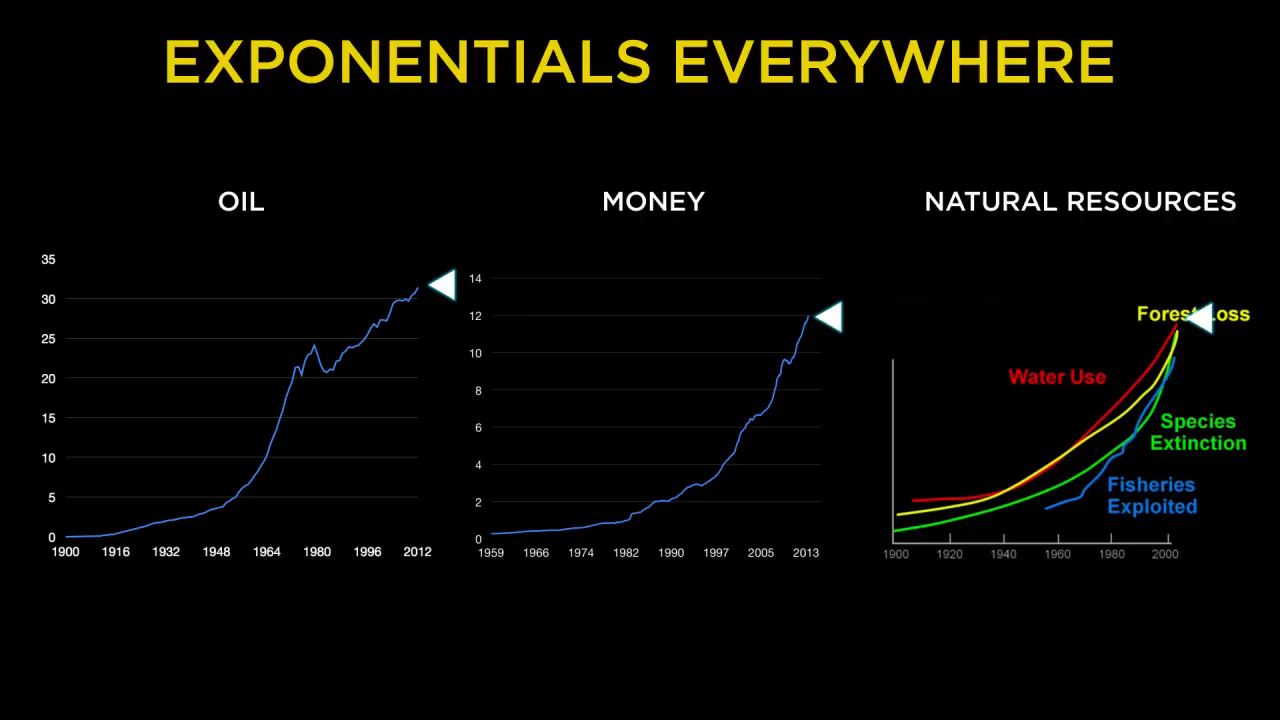 EXPONENTIALS EVERYWHERE
OIL
35
30
25
20
15
10
5
0
1900 1916 1932 1948 1964 1980 1996 2012
MONEY
14
12
10
8
6
4
2
0
1959 1966 1974 1982 1990 1997 2005 2013
NATURAL RESOURCES
Forest Loss
Water Use
Species
Extinction
Fisheries
Exploited
1900 1920 1940 1960 1980 2000